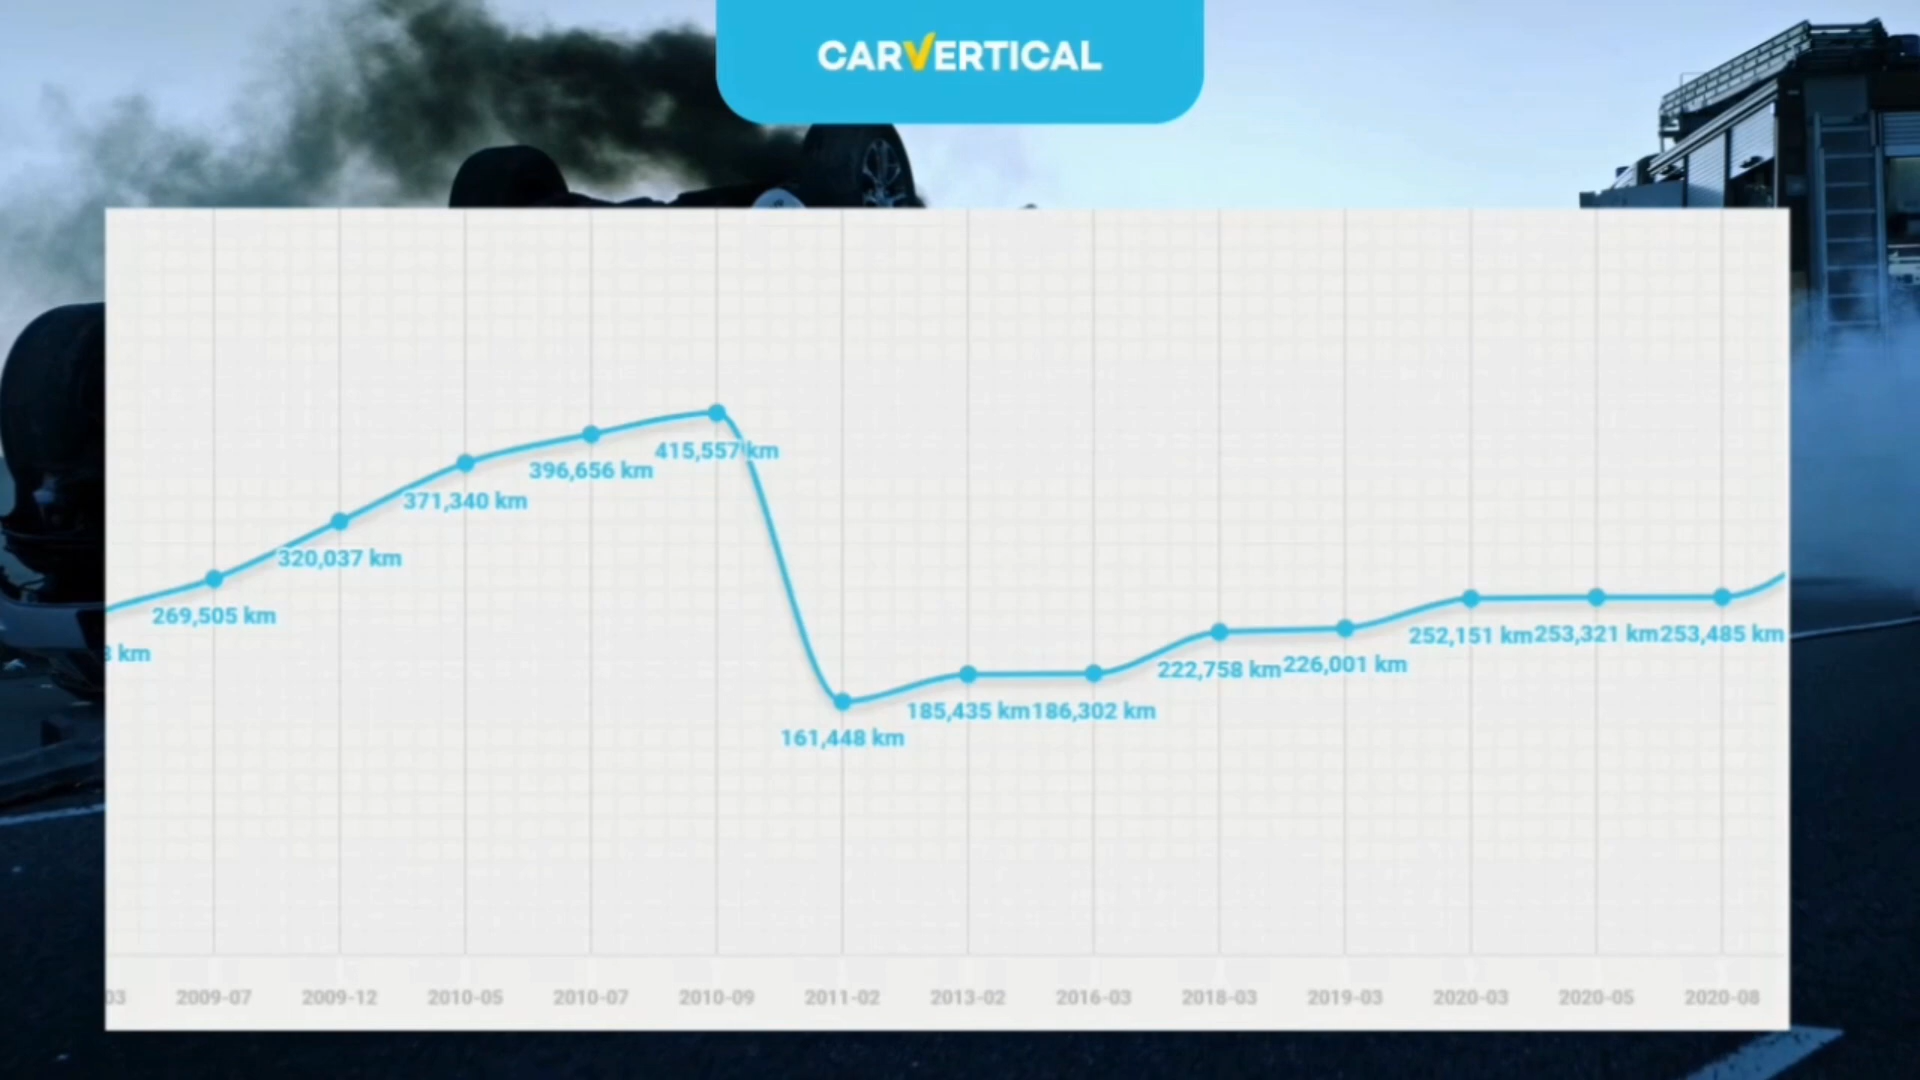 CARVERTICAL
415,557 km
396,656 km
371,340 km
320,037 km
269,505 km
km
252,151 km
253,321 km
253,485 km
222,758 km
226,001 km
185,435 km
186,302 km
161,448 km
03
2009-07
2009-12
2010-05
2010-07
2010-09
2011-02
2013-02
2016-03
2018-03
2019-03
2020-03
2020-05
2020-08